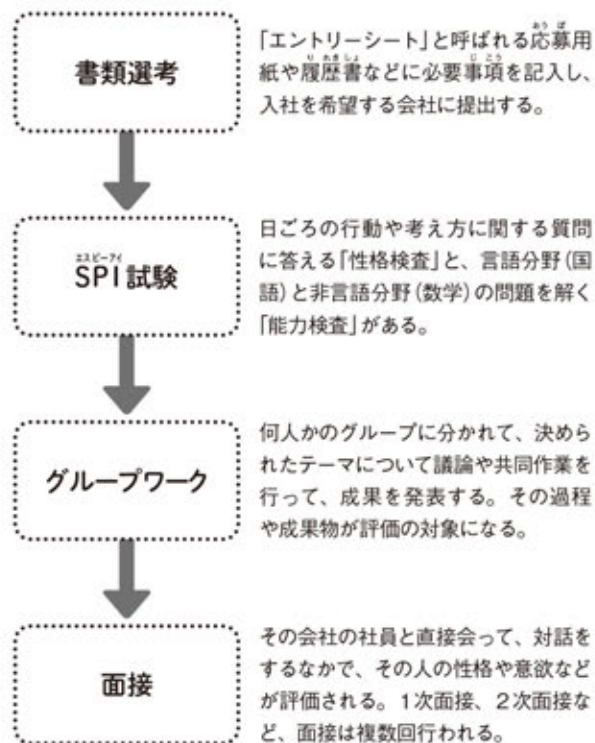 書類選考
「エントリーシート」と呼ばれる応募用
紙や履歴書などに必要事項を記入し、
入社を希望する会社に提出する。
SPI試験
日ごろの行動や考え方に関する質問
に答える「性格検査」と、言語分野(国
語)と非言語分野(数学)の問題を解く
「能力検査」がある。
グループワーク
何人かのグループに分かれて、決めら
れたテーマについて議論や共同作業を
行って、成果を発表する。その過程
や成果物が評価の対象になる。
面接
その会社の社員と直接会って、対話を
するなかで、その人の性格や意欲など
が評価される。1次面接、2次面接な
ど、面接は複数回行われる。